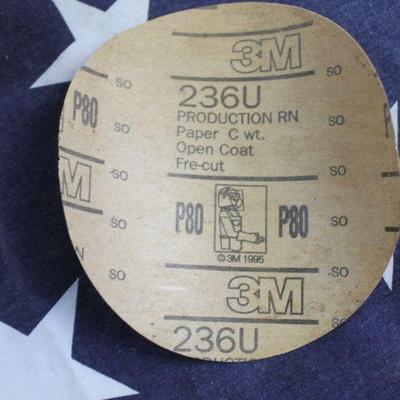 3M
236U
PRODUCTION RN
Paper C wt.
Open Coat
Fre-cut
P80 P80
©3M 1995
3M
236U
SO
P80
SO
SO
SO
SO
SO
SO
SO
SO
SO